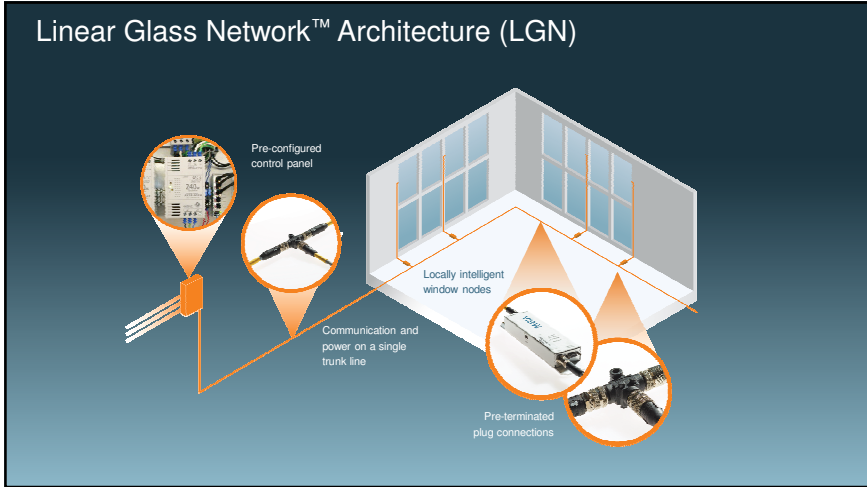 Linear Glass Network™ Architecture (LGN)
Pre-configured
control panel
Locally intelligent
window nodes
Communication and
power on a single
trunk line
Pre-terminated
plug connections